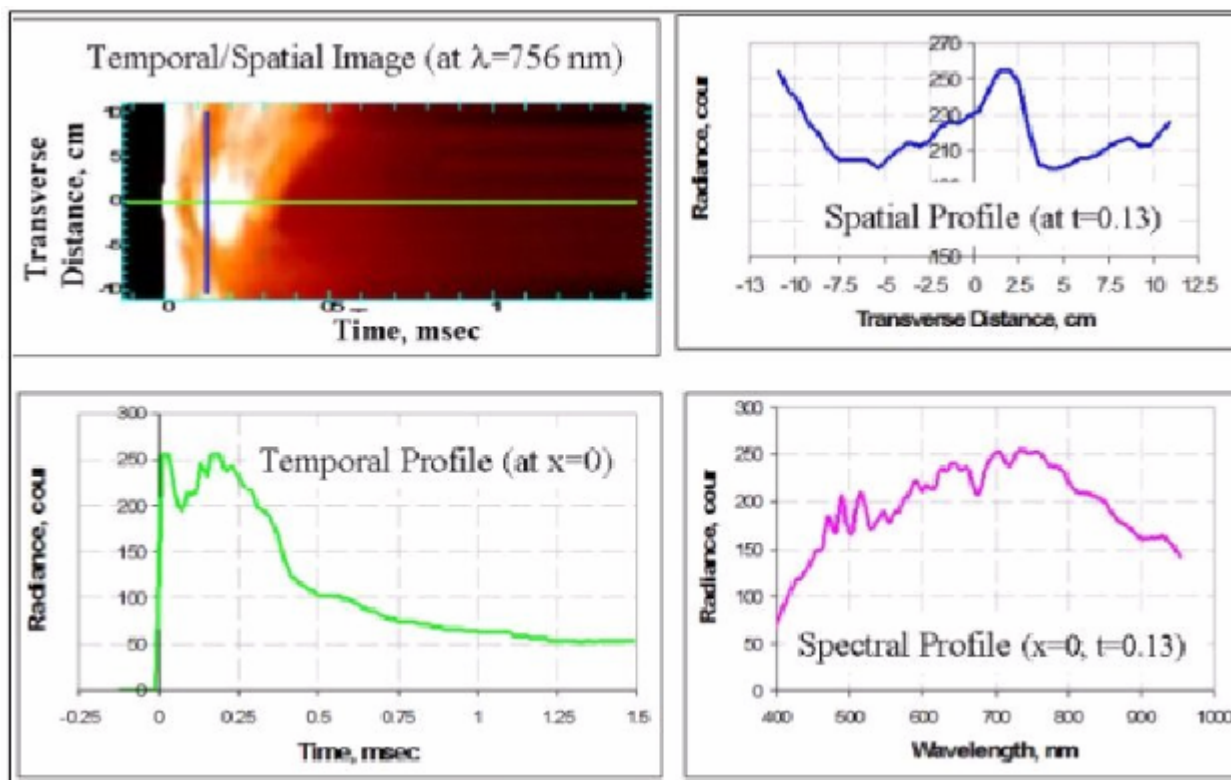 Temporal/Spatial Image (at λ=756 nm)
Transverse
Distance, cm
10
5
0
-5
-10
0
05
1
Time, msec
270
250
230
210
150
Radiance, cour
Spatial Profile (at t=0.13)
-13 -10 -7.5 -5 -2.5 0 2.5 5 7.5 10 12.5
Transverse Distance, cm
300
250
200
150
100
50
0
Radiance, cour
Temporal Profile (at x=0)
-0.25 0 0.25 0.5 0.75 1 1.25 1.5
Time, msec
300
250
200
150
100
50
0
Radiance, cour
Spectral Profile (x=0; t=0.13)
400 500 600 700 800 900 1000
Wavelength, nm